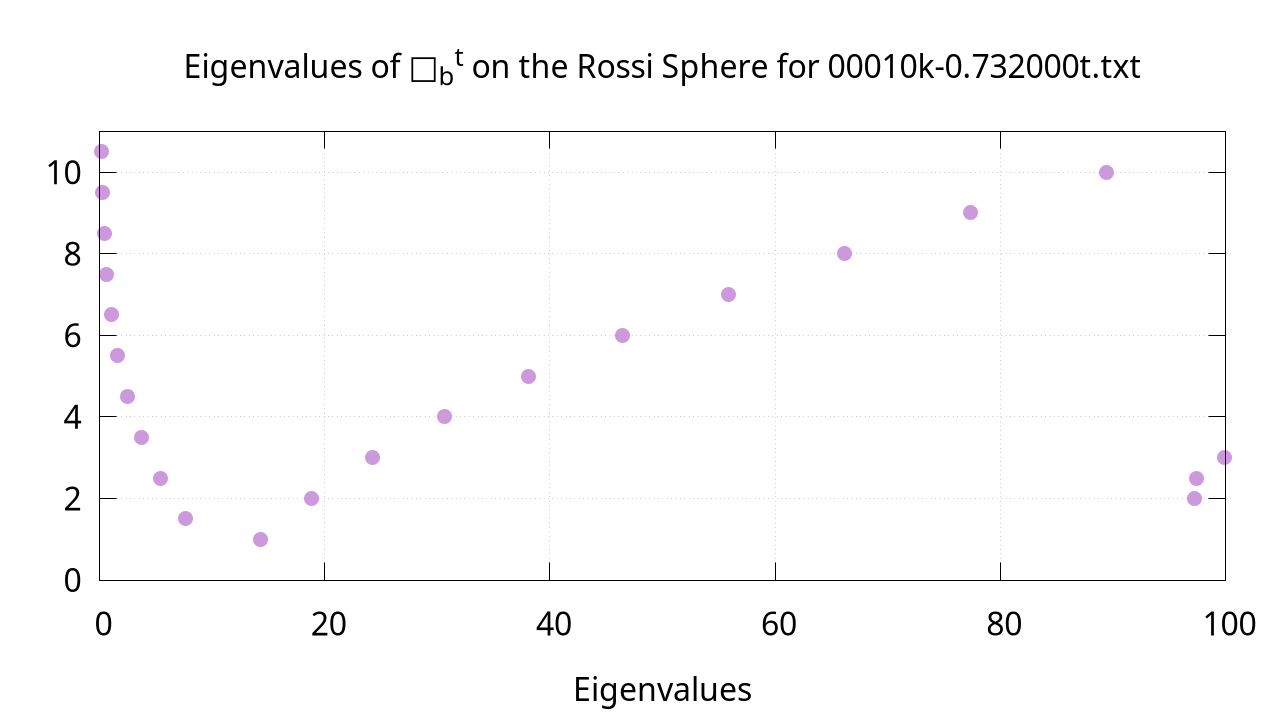 Eigenvalues of □bᵗ on the Rossi Sphere for 00010k-0.732000t.txt
10
8
6
4
2
0
0 20 40 60 80 100
Eigenvalues